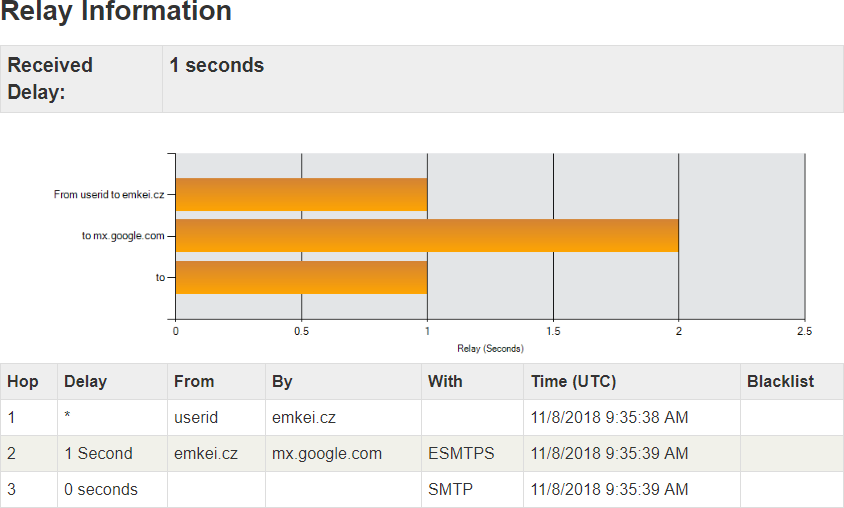 Relay Information
Received Delay:
1 seconds
From userid to emkei.cz
to mx.google.com
to
0 0.5 1 1.5 2 2.5
Relay (Seconds)
Hop Delay From By With Time (UTC) Blacklist
1 * userid emkei.cz 11/8/2018 9:35:38 AM
2 1 Second emkei.cz mx.google.com ESMTPS 11/8/2018 9:35:39 AM
3 0 seconds SMTP 11/8/2018 9:35:39 AM